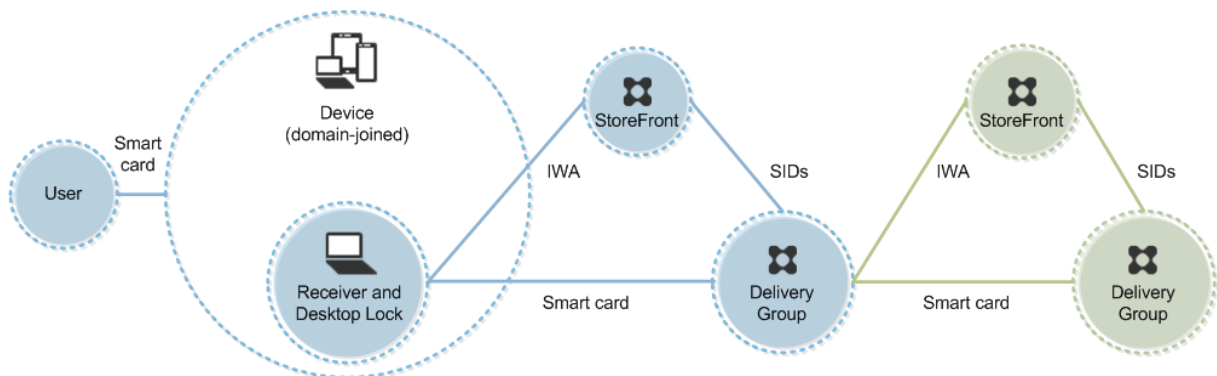 User
Smart
card
Device
(domain-joined)
Receiver and
Desktop Lock
IWA
StoreFront
SIDs
Smart card
Delivery
Group
IWA
StoreFront
SIDs
Smart card
Delivery
Group